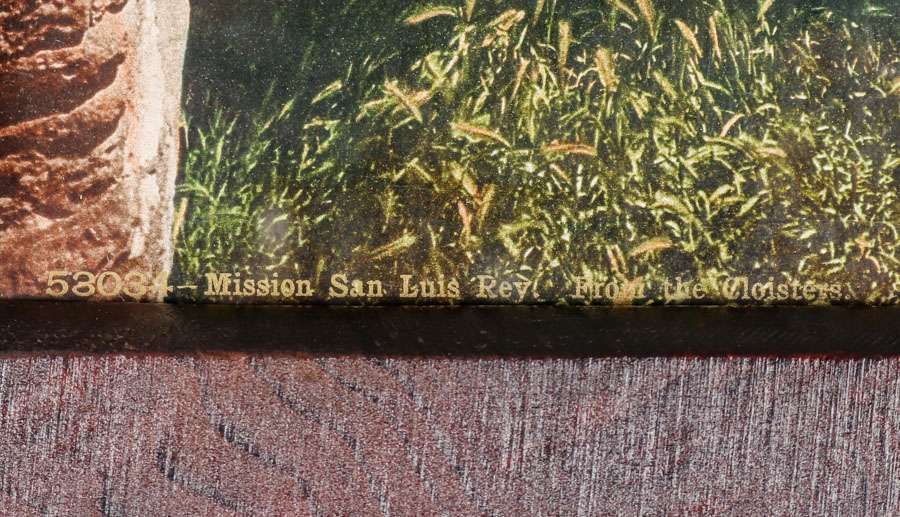 53034 – Mission San Luis Rey. From the Cloisters.